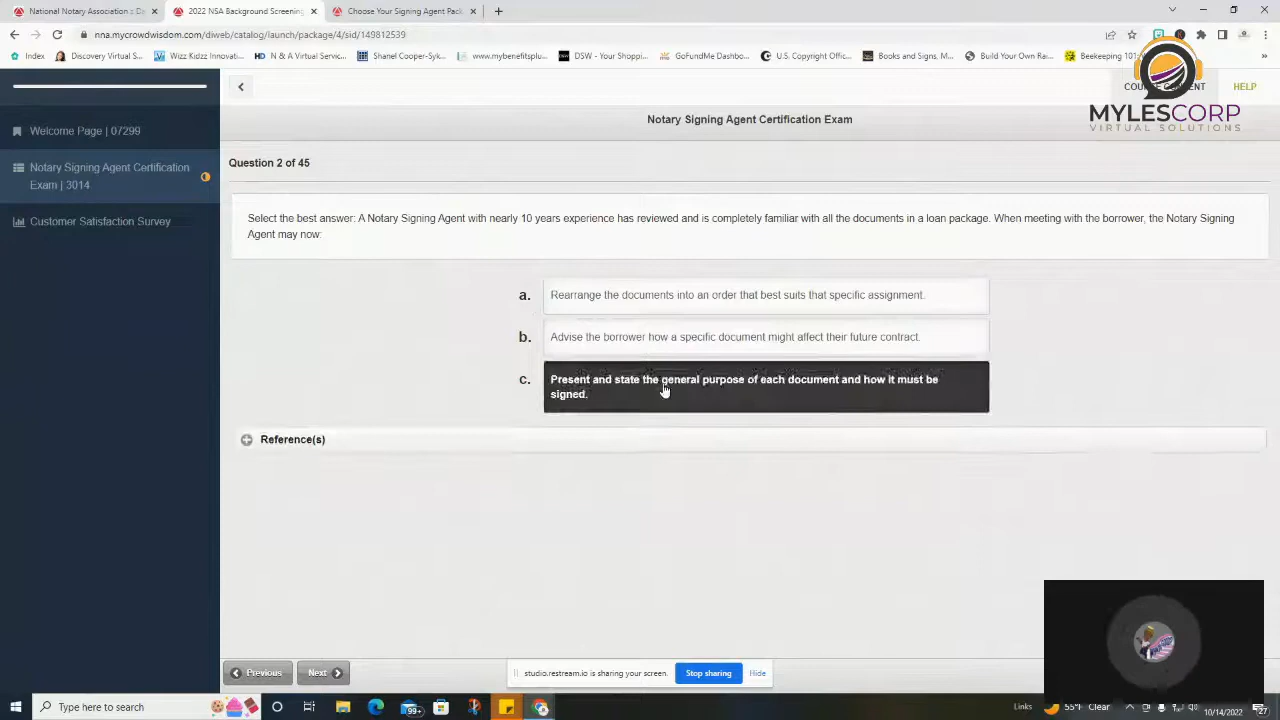 National Notary Association :: Da
2022 NSA Background Screening
Choose Your Signing Agent Pack
nna.mycrowdwisdom.com/diweb/catalog/launch/package/4/sid/149812539
Index
Discovery Virtual S...
Wizz Kidzz Innovati...
N & A Virtual Servic...
Shanel Cooper-Syk...
www.mybenefitsplu...
DSW - Your Shoppi...
GoFundMe Dashbo...
U.S. Copyright Offic...
Books and Signs, M...
Build Your Own Ra...
Beekeeping 101:
HELP
MYLESCORP
VIRTUAL SOLUTIONS
Notary Signing Agent Certification Exam
Welcome Page | 07299
Notary Signing Agent Certification
Exam | 3014
Customer Satisfaction Survey
Question 2 of 45
Select the best answer: A Notary Signing Agent with nearly 10 years experience has reviewed and is completely familiar with all the documents in a loan package. When meeting with the borrower, the Notary Signing
Agent may now:
a. Rearrange the documents into an order that best suits that specific assignment.
b. Advise the borrower how a specific document might affect their future contract.
c. Present and state the general purpose of each document and how it must be
signed.
Reference(s)
Previous
Next
studio.restream.io is sharing your screen.
Stop sharing
Hide
Type here to search
99+
Links
55° Clear
10/14/2022